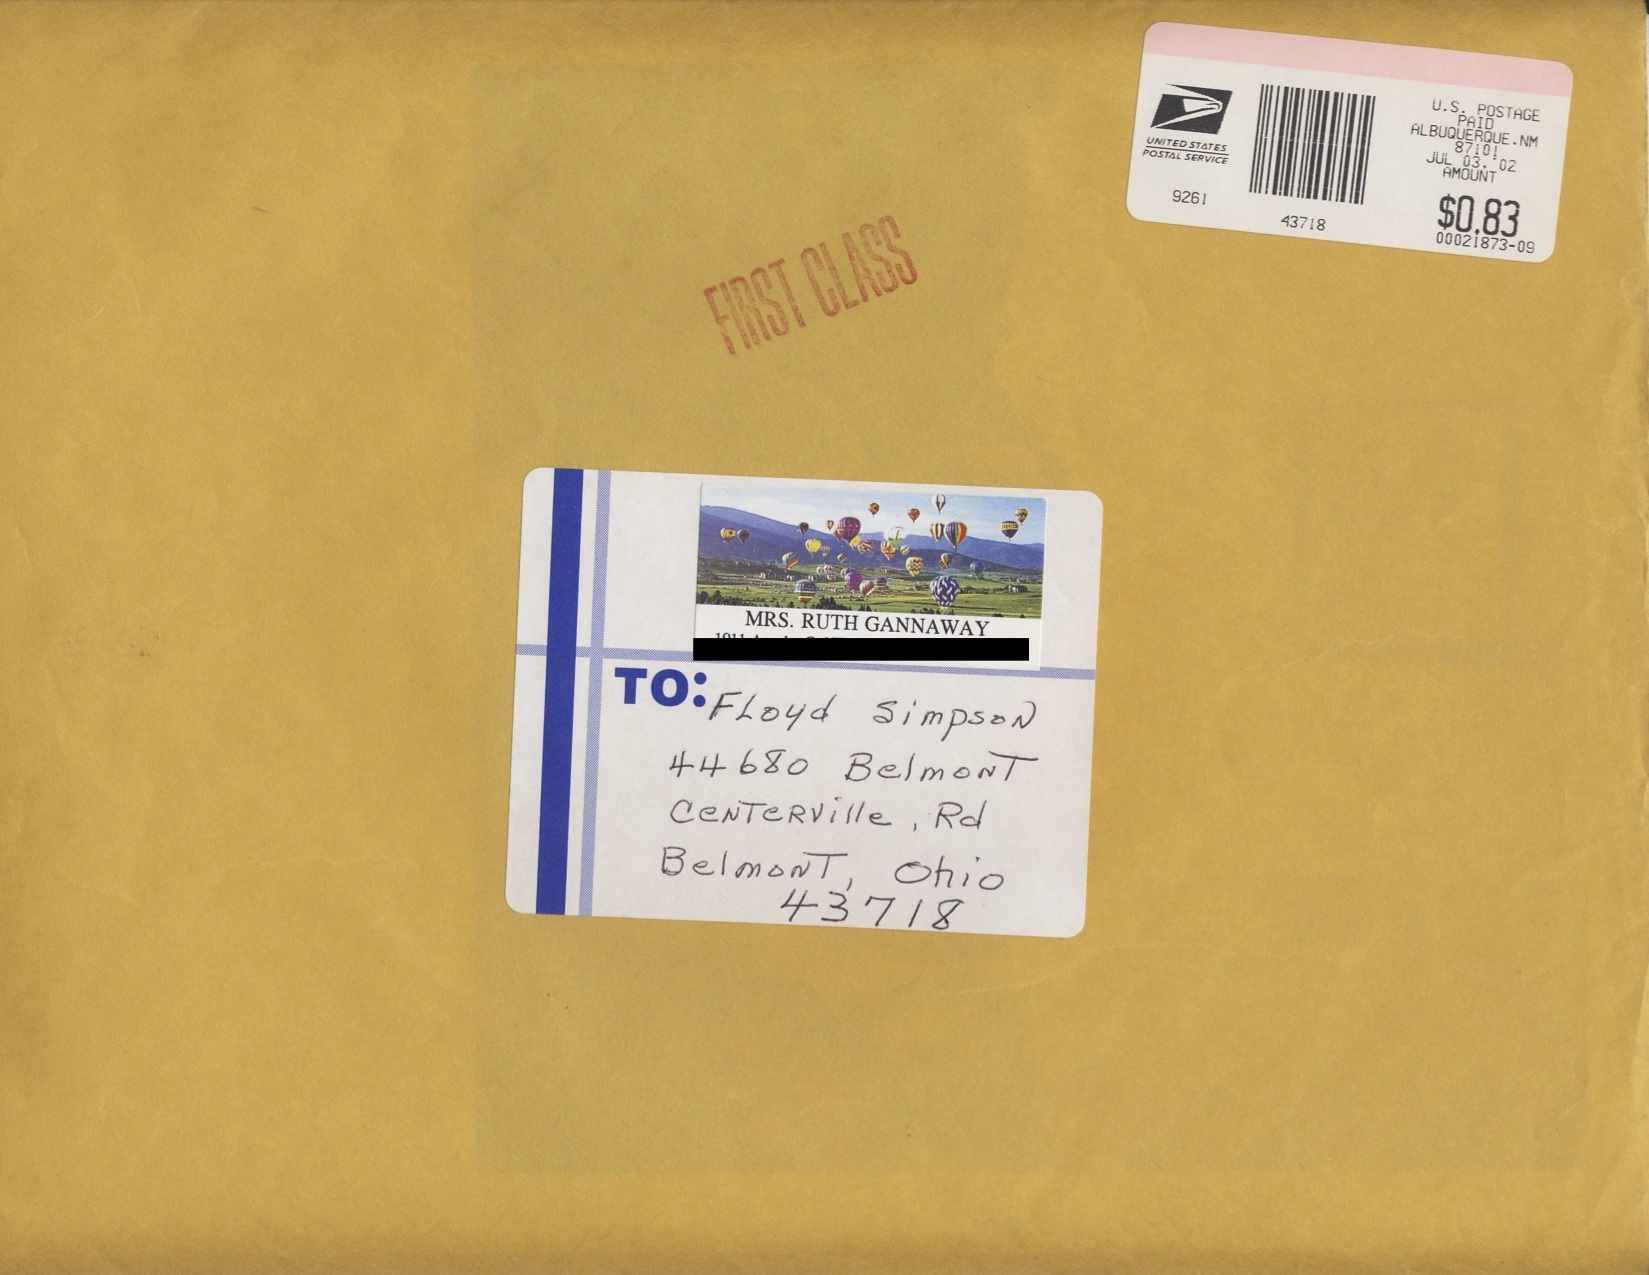 UNITED STATES
POSTAL SERVICE
9261
43718
U.S. POSTAGE
PAID
ALBUQUERQUE.NM
87101
JUL 03.'02
AMOUNT
$0.83
00021873-09
FIRST CLASS
MRS. RUTH GANNAWAY
TO: FLoyd Simpson
44680 Belmont
Centerville, Rd
Belmont, Ohio
43718